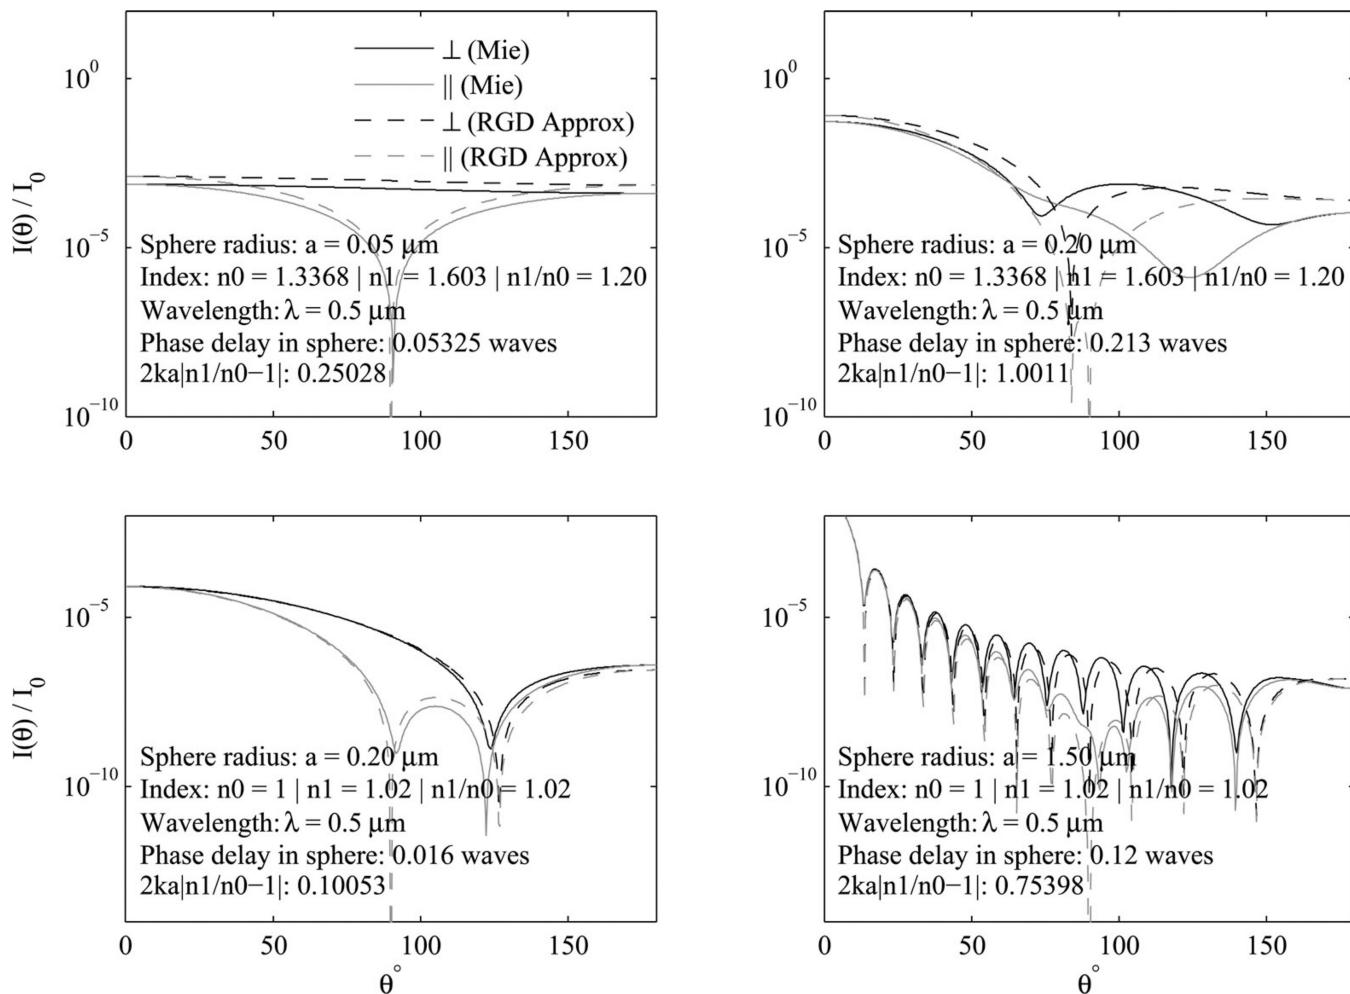 10⁰
10⁻⁵
10⁻¹⁰
I(θ) / I₀
⊥ (Mie)
|| (Mie)
⊥ (RGD Approx)
|| (RGD Approx)
Sphere radius: a = 0.05 μm
Index: n0 = 1.3368 | n1 = 1.603 | n1/n0 = 1.20
Wavelength: λ = 0.5 μm
Phase delay in sphere: 0.05325 waves
2ka|n1/n0−1|: 0.25028
0 50 100 150
10⁰
10⁻⁵
10⁻¹⁰
Sphere radius: a = 0.20 μm
Index: n0 = 1.3368 | n1 = 1.603 | n1/n0 = 1.20
Wavelength: λ = 0.5 μm
Phase delay in sphere: 0.213 waves
2ka|n1/n0−1|: 1.0011
0 50 100 150
10⁻⁵
10⁻¹⁰
I(θ) / I₀
Sphere radius: a = 0.20 μm
Index: n0 = 1 | n1 = 1.02 | n1/n0 = 1.02
Wavelength: λ = 0.5 μm
Phase delay in sphere: 0.016 waves
2ka|n1/n0−1|: 0.10053
0 50 100 150
θ°
10⁻⁵
10⁻¹⁰
Sphere radius: a = 1.50 μm
Index: n0 = 1 | n1 = 1.02 | n1/n0 = 1.02
Wavelength: λ = 0.5 μm
Phase delay in sphere: 0.12 waves
2ka|n1/n0−1|: 0.75398
0 50 100 150
θ°